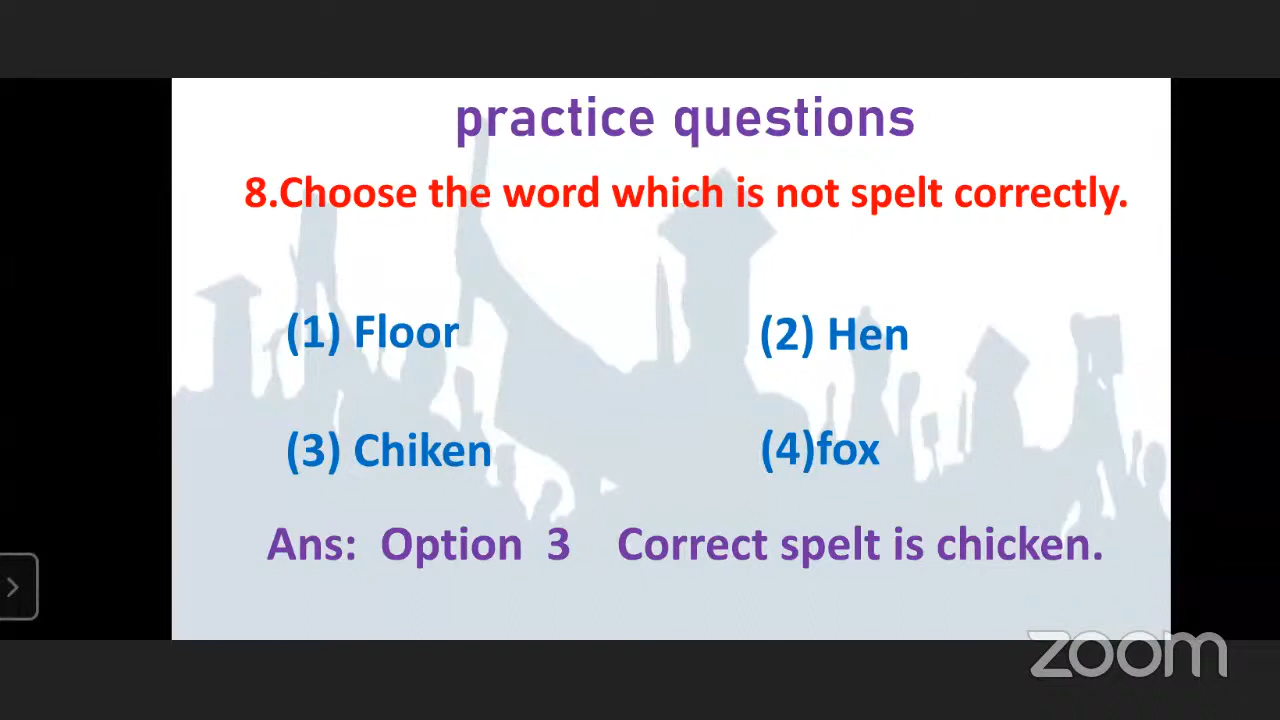 practice questions
8.Choose the word which is not spelt correctly.
(1) Floor (2) Hen
(3) Chiken (4)fox
Ans: Option 3 Correct spelt is chicken.
zoom